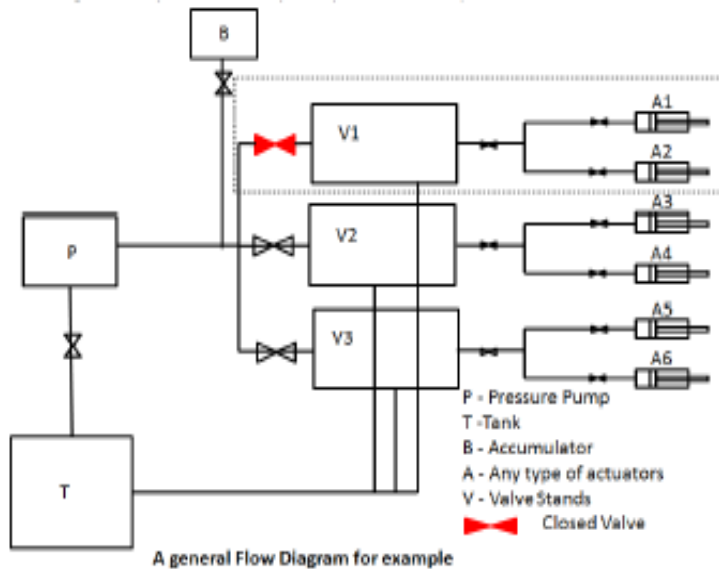 B
A1
V1
A2
A3
V2
P
A4
A5
V3
A6
P - Pressure Pump
T -Tank
B - Accumulator
A - Any type of actuators
V - Valve Stands
Closed Valve
T
A general Flow Diagram for example